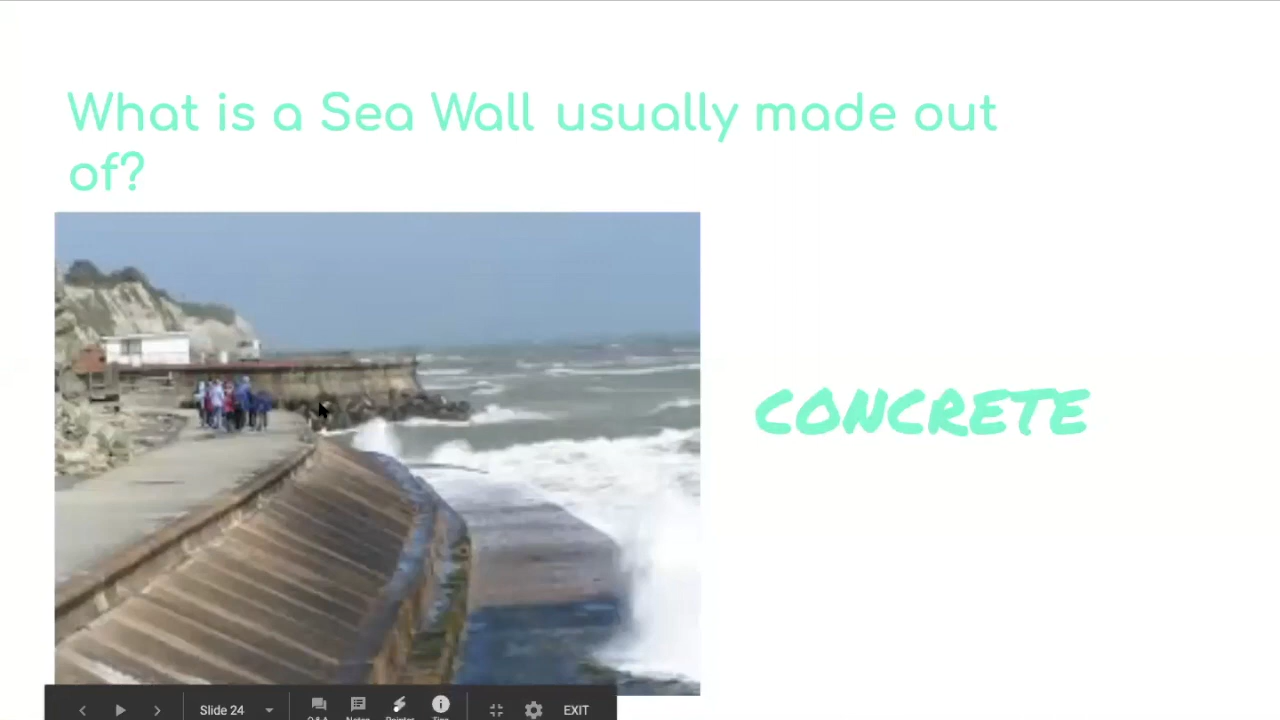 What is a Sea Wall usually made out
of?
CONCRETE
Slide 24
EXIT